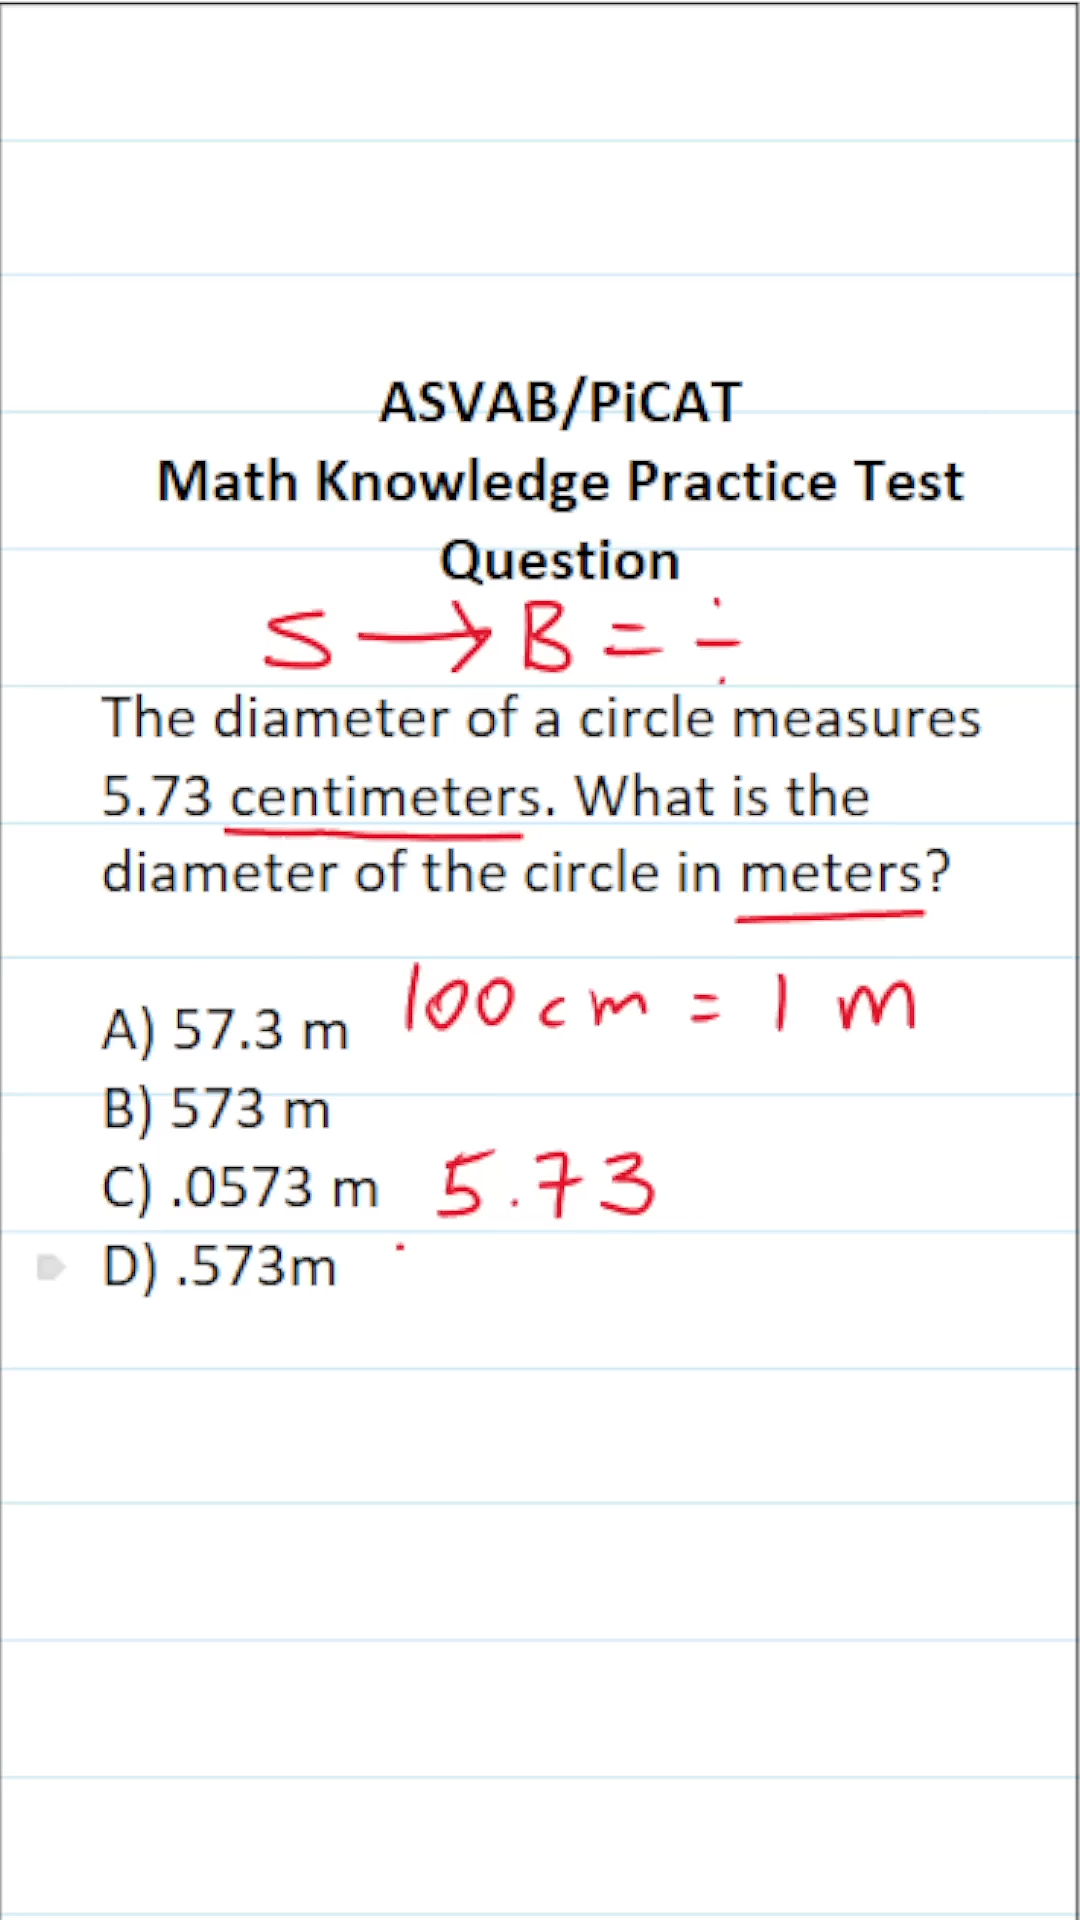 ASVAB/PiCAT
Math Knowledge Practice Test
Question
S → B = ÷
The diameter of a circle measures
5.73 centimeters. What is the
diameter of the circle in meters?
100 cm = 1 m
A) 57.3 m
B) 573 m
C) .0573 m
5.73
D) .573m